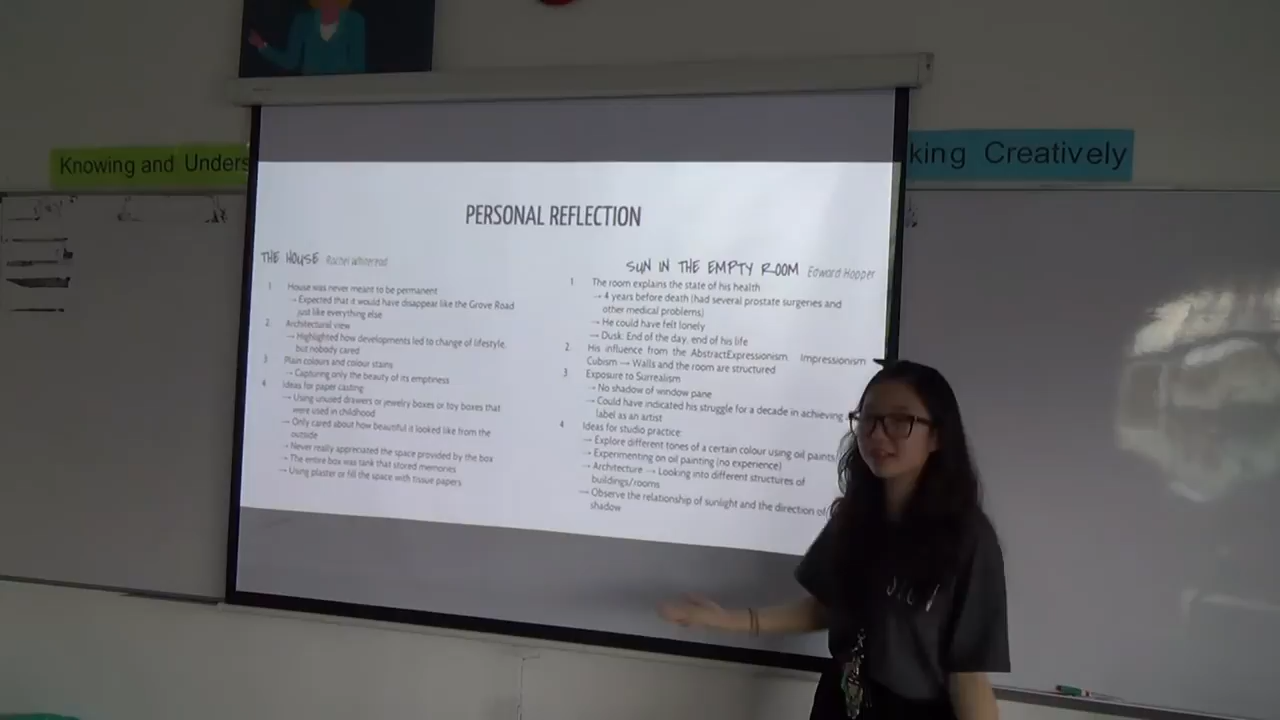 Knowing and Unders
king Creatively
PERSONAL REFLECTION
THE HOUSE Rachel Whiteread
1 House was never meant to be permanent
→ Expected that it would have disappear like the Grove Road
just like everything else
2. Architectural view
→ Highlighted how developments led to change of lifestyle,
but nobody cared
3 Plain colours and colour stains
→ Capturing only the beauty of its emptiness
4 Ideas for paper casting
→ Using unused drawers or jewelry boxes or toy boxes that
were used in childhood
→ Only cared about how beautiful it looked like from the
outside
→ Never really appreciated the space provided by the box
→ The entire box was tank that stored memories
→ Using plaster or fill the space with tissue papers
SUN IN THE EMPTY ROOM Edward Hopper
1 The room explains the state of his health
→ 4 years before death (had several prostate surgeries and
other medical problems)
→ He could have felt lonely
→ Dusk: End of the day, end of his life
2. His influence from the AbstractExpressionism, Impressionism
Cubism → Walls and the room are structured
3. Exposure to Surrealism
→ No shadow of window pane
→ Could have indicated his struggle for a decade in achieving
label as an artist
4 Ideas for studio practice:
→ Explore different tones of a certain colour using oil paints
→ Experimenting on oil painting (no experience)
→ Architecture → Looking into different structures of
buildings/rooms
→ Observe the relationship of sunlight and the direction of
shadow